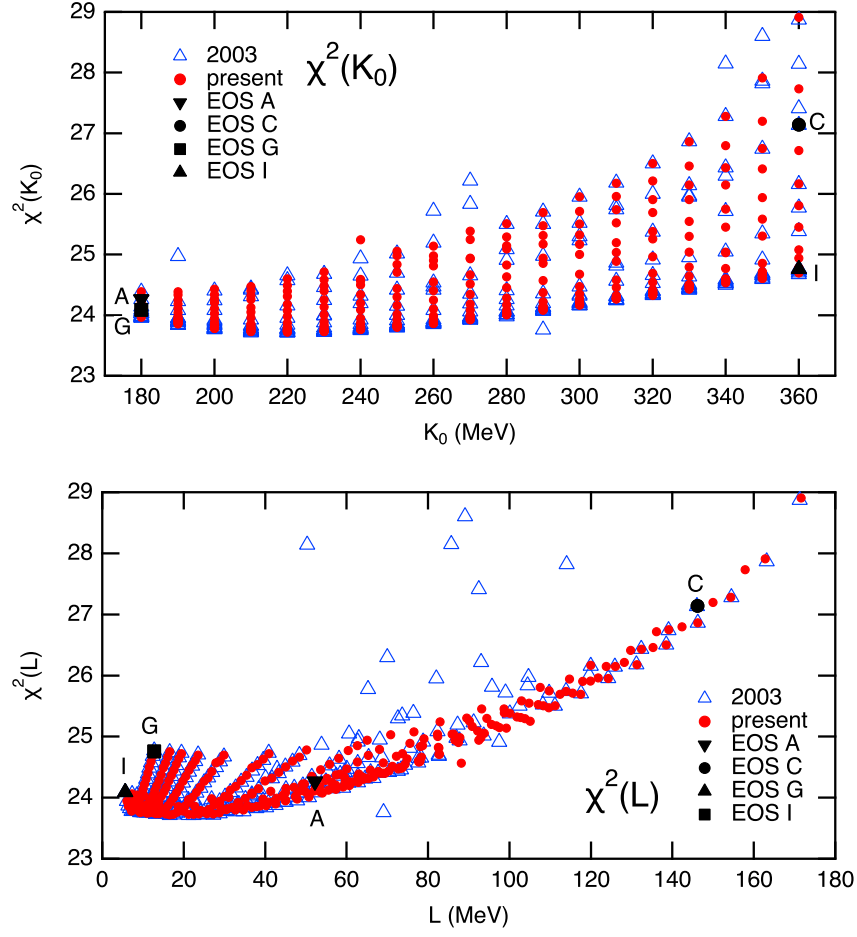 29
28
27
26
25
24
23
χ²(K₀)
2003
present
EOS A
EOS C
EOS G
EOS I
χ²(K₀)
C
I
A
G
180 200 220 240 260 280 300 320 340 360
K₀ (MeV)
29
28
27
26
25
24
23
χ²(L)
G
I
A
C
2003
present
EOS A
EOS C
EOS G
EOS I
χ²(L)
0 20 40 60 80 100 120 140 160 180
L (MeV)